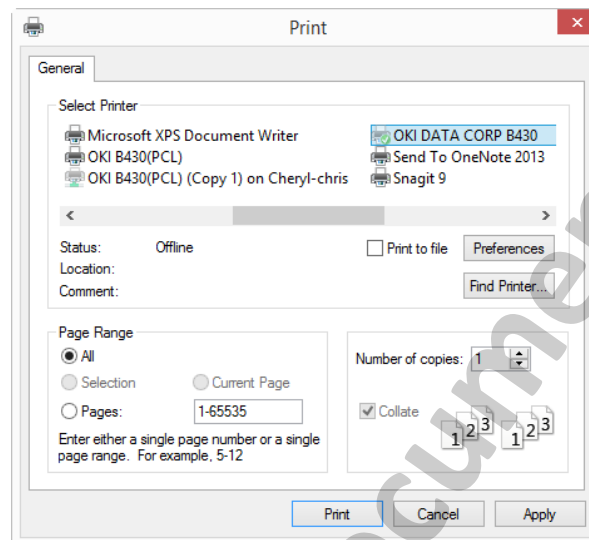 Print
General
Select Printer
Microsoft XPS Document Writer
OKI DATA CORP B430
OKI B430(PCL)
Send To OneNote 2013
OKI B430(PCL) (Copy 1) on Cheryl-chris
Snagit 9
Status: Offline
Print to file
Preferences
Location:
Comment:
Find Printer...
Page Range
All
Selection
Current Page
Pages: 1-65535
Enter either a single page number or a single
page range. For example, 5-12
Number of copies: 1
Collate
1 2 3 1 2 3
Print Cancel Apply
ocumen